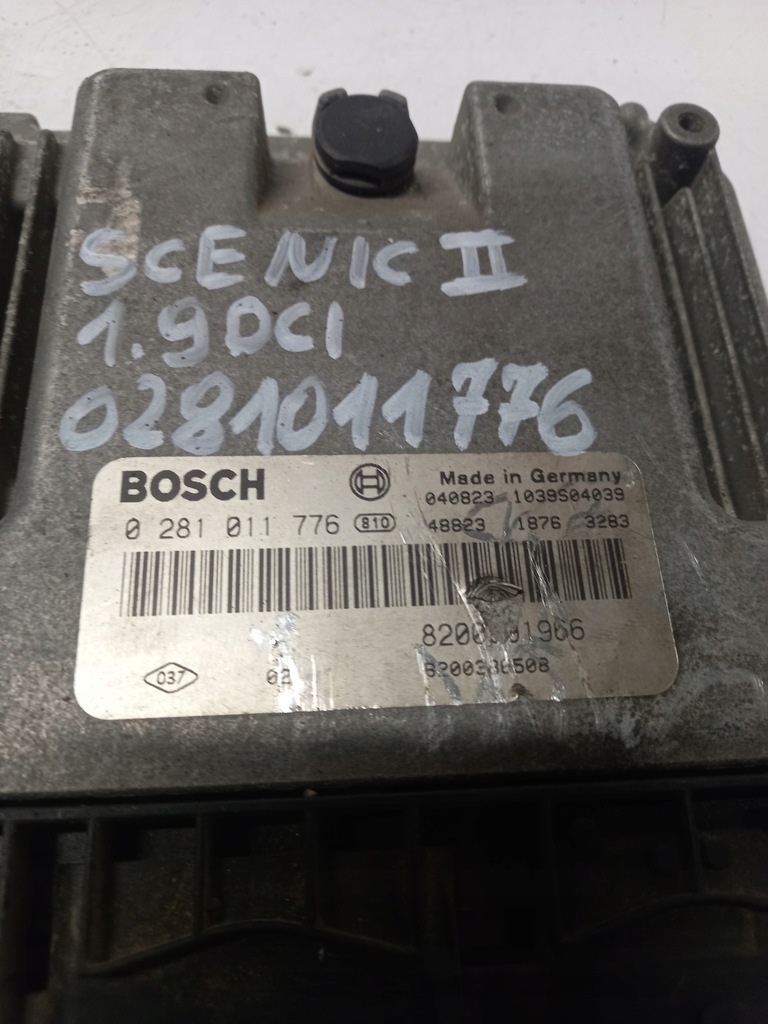 SCENIC II
1.9DCI
0281011776
BOSCH
Made in Germany
040823 1039S04039
0 281 011 776 810 48823 1876 3283
037 02